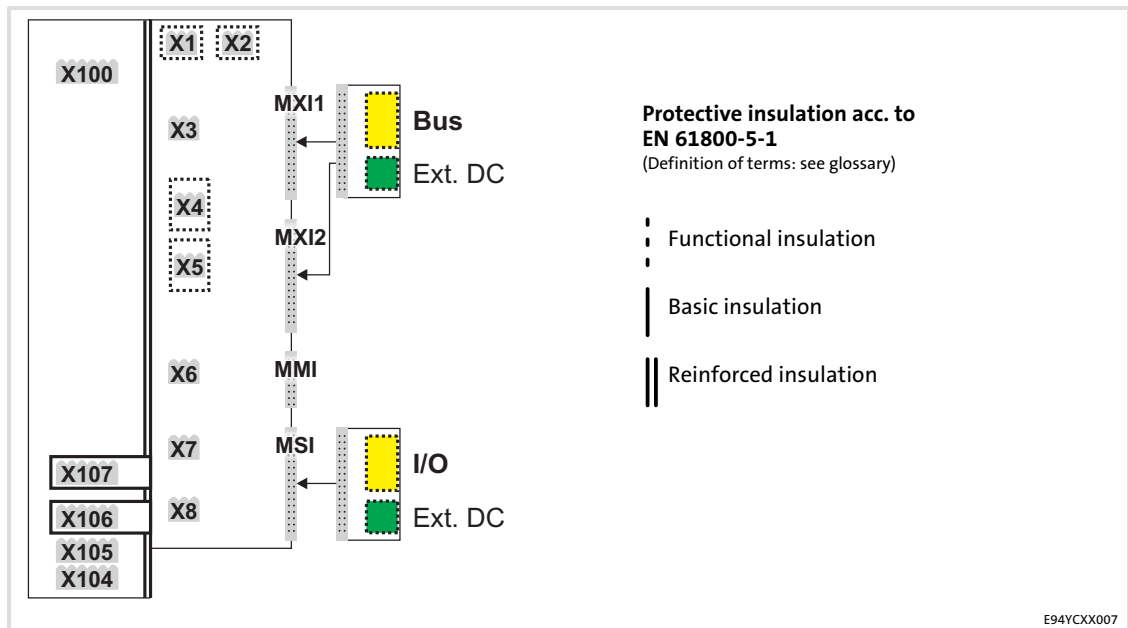 X1 X2
X100
MXI1
Bus
X3
Ext. DC
X4
MXI2
X5
X6
MMI
X7
MSI
I/O
X107
X8
Ext. DC
X106
X105
X104
Protective insulation acc. to
EN 61800-5-1
(Definition of terms: see glossary)
Functional insulation
Basic insulation
Reinforced insulation
E94YCXX007